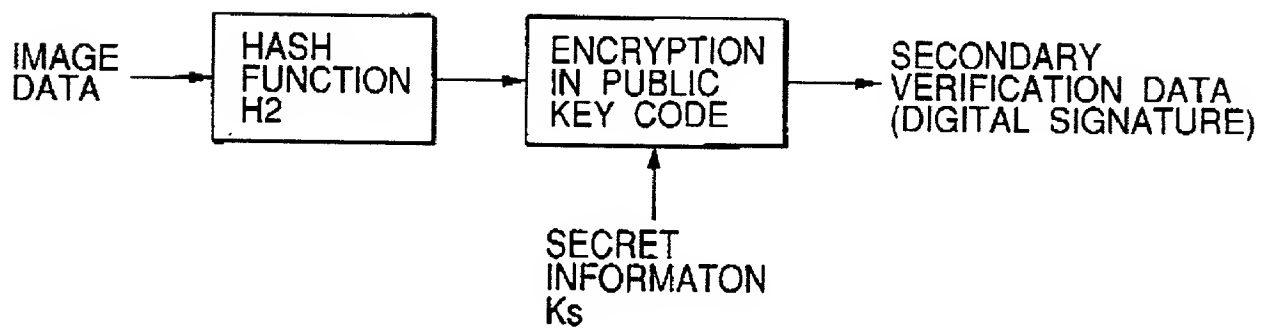 IMAGE
DATA
HASH
FUNCTION
H2
ENCRYPTION
IN PUBLIC
KEY CODE
SECONDARY
VERIFICATION DATA
(DIGITAL SIGNATURE)
SECRET
INFORMATON
Ks